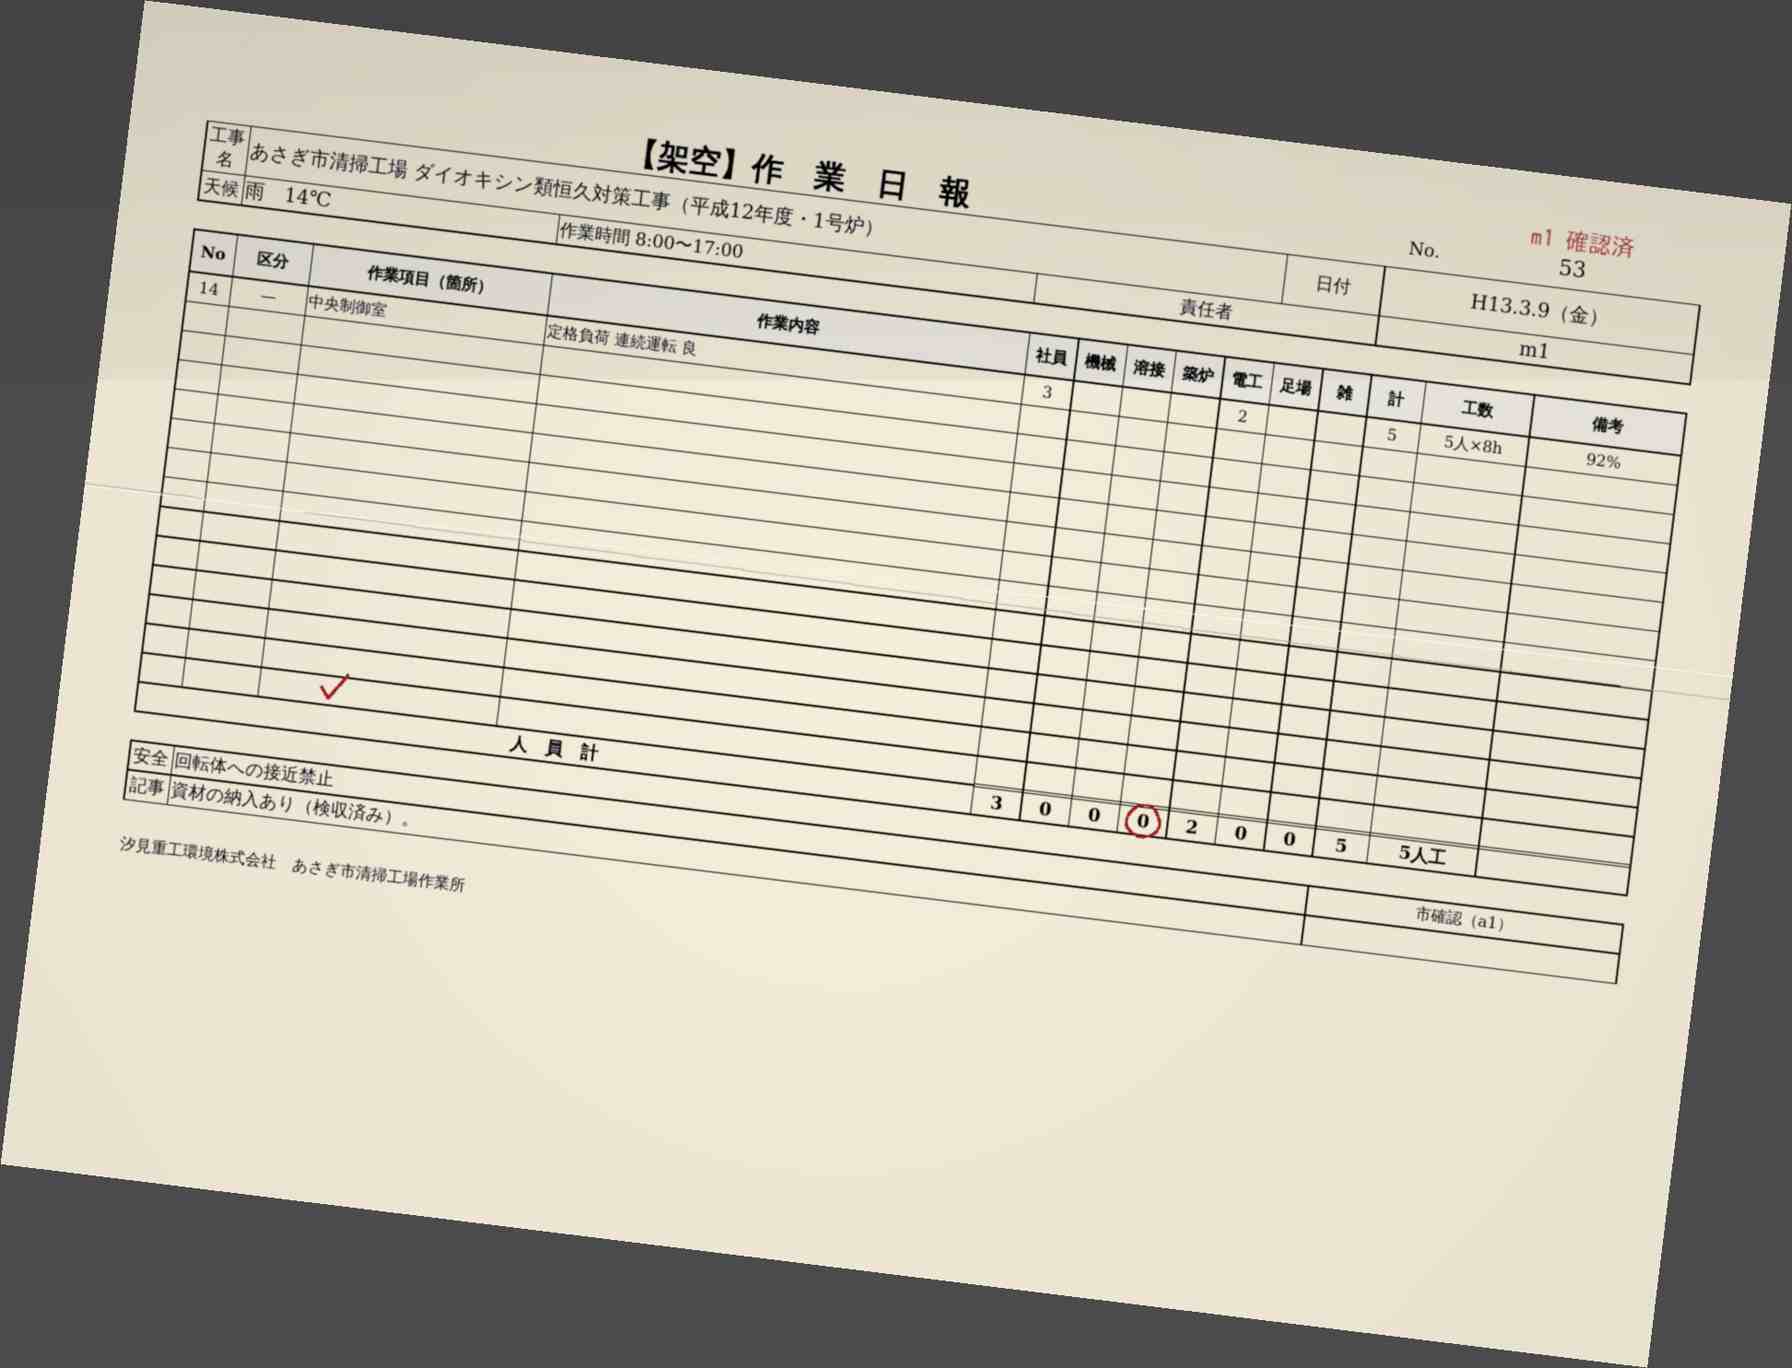 【架空】作 業 日 報
m1 確認済
No. 53
工事名 あさぎ市清掃工場 ダイオキシン類恒久対策工事（平成12年度・1号炉） 日付 H13.3.9（金）
天候 雨 14℃ 作業時間 8:00〜17:00 責任者 m1
No 区分 作業項目（箇所） 作業内容 社員 機械 溶接 築炉 電工 足場 雑 計 工数 備考
14 — 中央制御室 定格負荷 連続運転 良 3 2 5 5人×8h 92%
人 員 計 3 0 0 0 2 0 0 5 5人工
安全 回転体への接近禁止 市確認（a1）
記事 資材の納入あり（検収済み）。
汐見重工環境株式会社 あさぎ市清掃工場作業所